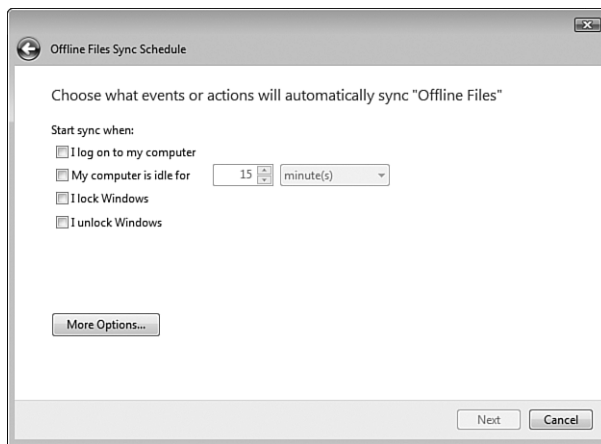 Offline Files Sync Schedule
Choose what events or actions will automatically sync "Offline Files"
Start sync when:
I log on to my computer
My computer is idle for 15 minute(s)
I lock Windows
I unlock Windows
More Options...
Next Cancel